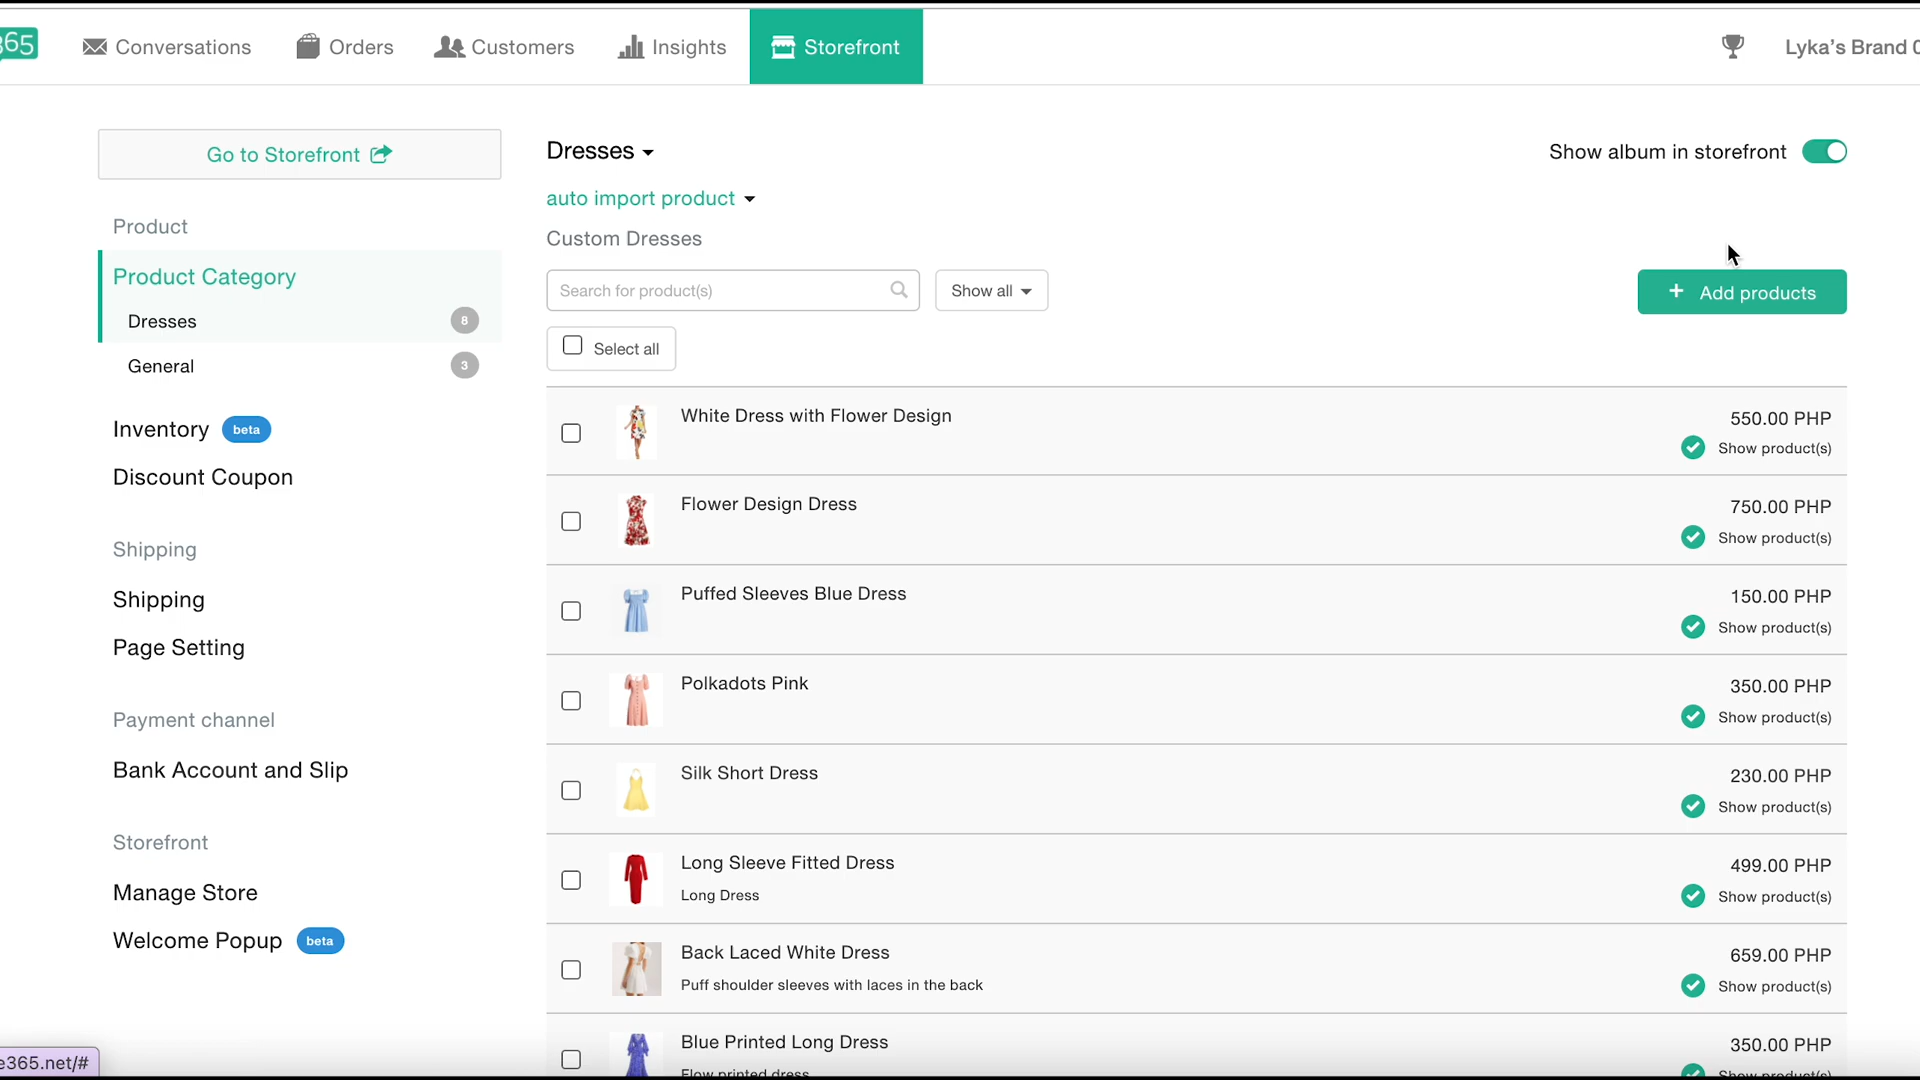 365
Conversations
Orders
Customers
Insights
Storefront
Lyka's Brand
Go to Storefront
Product
Product Category
Dresses 8
General 3
Inventory beta
Discount Coupon
Shipping
Shipping
Page Setting
Payment channel
Bank Account and Slip
Storefront
Manage Store
Welcome Popup beta
e365.net/#
Dresses
Show album in storefront
auto import product
Custom Dresses
Search for product(s)
Show all
+ Add products
Select all
White Dress with Flower Design
550.00 PHP
Show product(s)
Flower Design Dress
750.00 PHP
Show product(s)
Puffed Sleeves Blue Dress
150.00 PHP
Show product(s)
Polkadots Pink
350.00 PHP
Show product(s)
Silk Short Dress
230.00 PHP
Show product(s)
Long Sleeve Fitted Dress
499.00 PHP
Long Dress
Show product(s)
Back Laced White Dress
659.00 PHP
Puff shoulder sleeves with laces in the back
Show product(s)
Blue Printed Long Dress
350.00 PHP
Flow printed dress
Show product(s)